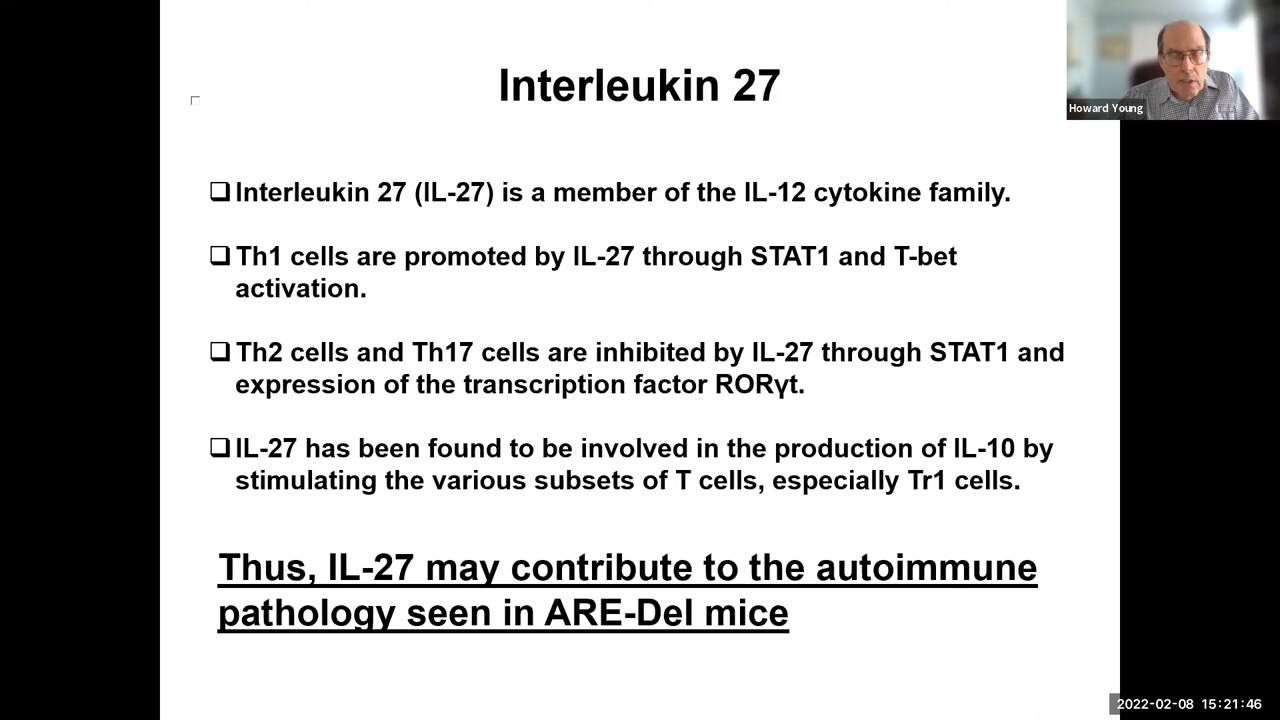 Interleukin 27
Howard Young
❑ Interleukin 27 (IL-27) is a member of the IL-12 cytokine family.
❑ Th1 cells are promoted by IL-27 through STAT1 and T-bet
activation.
❑ Th2 cells and Th17 cells are inhibited by IL-27 through STAT1 and
expression of the transcription factor RORγt.
❑ IL-27 has been found to be involved in the production of IL-10 by
stimulating the various subsets of T cells, especially Tr1 cells.
Thus, IL-27 may contribute to the autoimmune
pathology seen in ARE-Del mice
2022-02-08 15:21:46